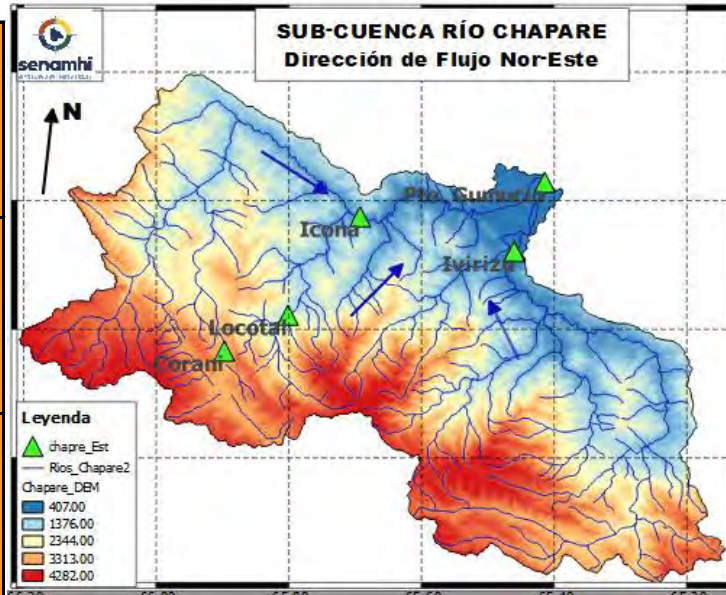 SUB-CUENCA RÍO CHAPARE
Dirección de Flujo Nor-Este
senamhi
N
Pto. Gumucio
Icona
Ivirizu
Locotal
Corani
Leyenda
chapre_Est
Rios_Chapare2
Chapare_DEM
407.00
1376.00
2344.00
3313.00
4282.00